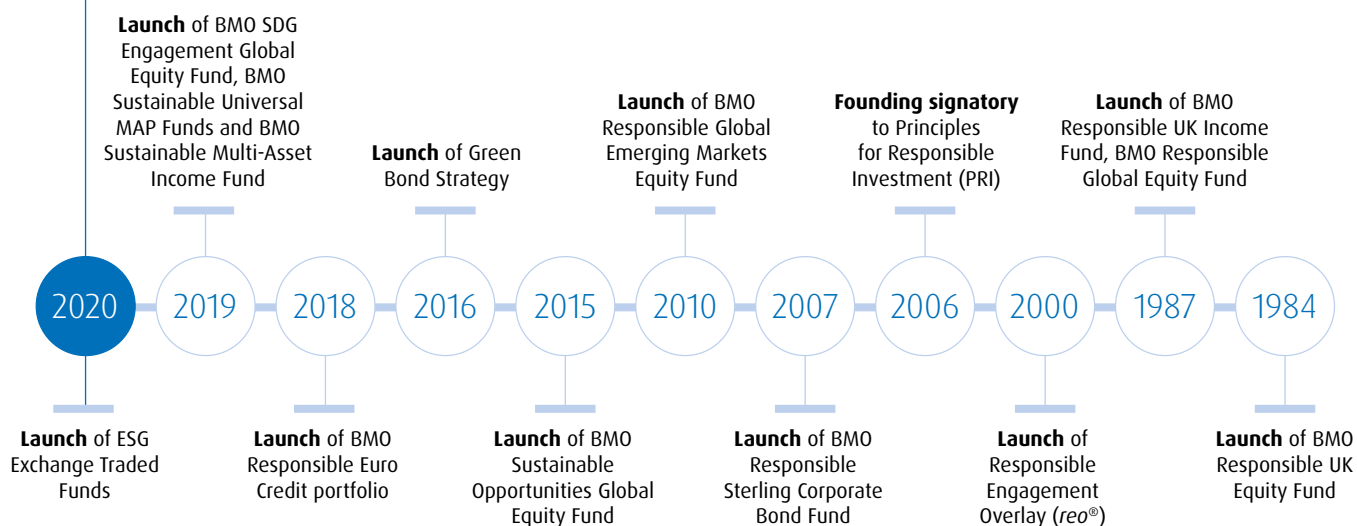 Launch of BMO SDG
Engagement Global
Equity Fund, BMO
Sustainable Universal
MAP Funds and BMO
Sustainable Multi-Asset
Income Fund
Launch of Green
Bond Strategy
Launch of BMO
Responsible Global
Emerging Markets
Equity Fund
Founding signatory
to Principles
for Responsible
Investment (PRI)
Launch of BMO
Responsible UK Income
Fund, BMO Responsible
Global Equity Fund
2020
2019
2018
2016
2015
2010
2007
2006
2000
1987
1984
Launch of ESG
Exchange Traded
Funds
Launch of BMO
Responsible Euro
Credit portfolio
Launch of BMO
Sustainable
Opportunities Global
Equity Fund
Launch of BMO
Responsible
Sterling Corporate
Bond Fund
Launch of
Responsible
Engagement
Overlay (reo®)
Launch of BMO
Responsible UK
Equity Fund